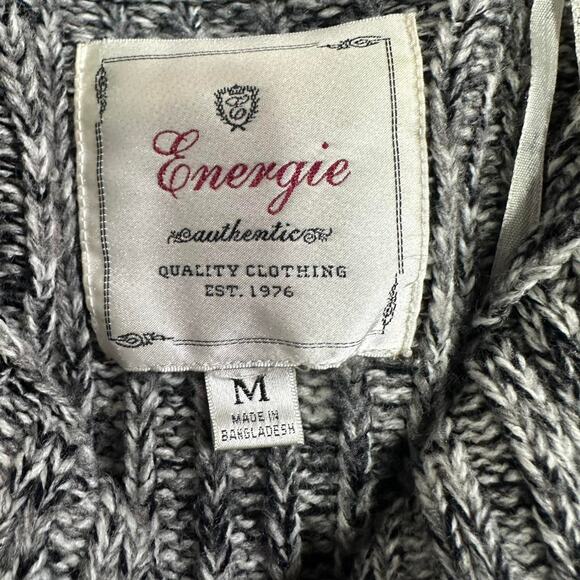 E
Energie
authentic
QUALITY CLOTHING
EST. 1976
M
MADE IN
BANGLADESH